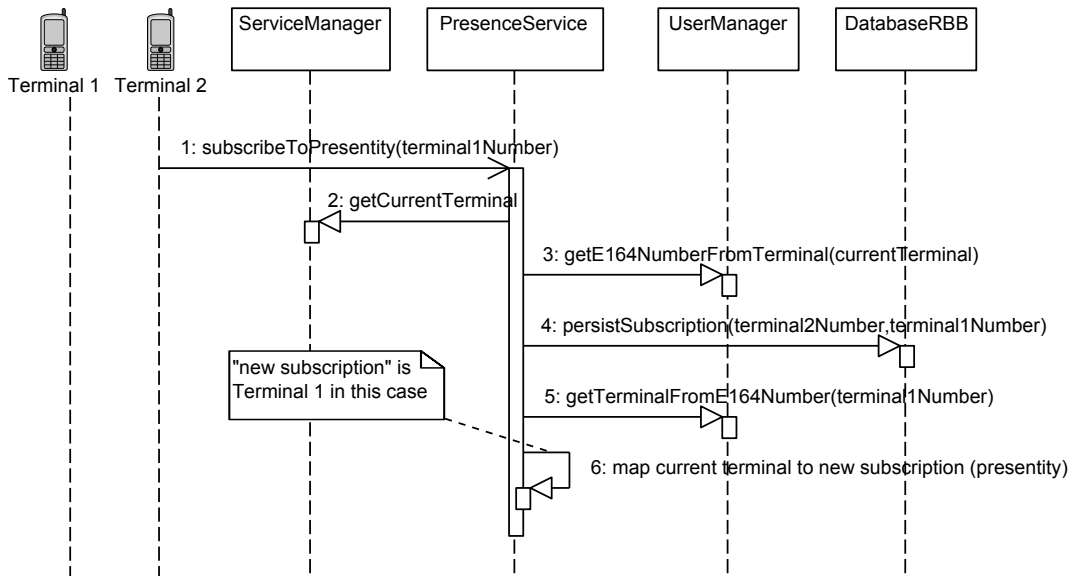 ServiceManager
PresenceService
UserManager
DatabaseRBB
Terminal 1
Terminal 2
1: subscribeToPresentity(terminal1Number)
2: getCurrentTerminal
3: getE164NumberFromTerminal(currentTerminal)
4: persistSubscription(terminal2Number,terminal1Number)
"new subscription" is
Terminal 1 in this case
5: getTerminalFromE164Number(terminal1Number)
6: map current terminal to new subscription (presentity)